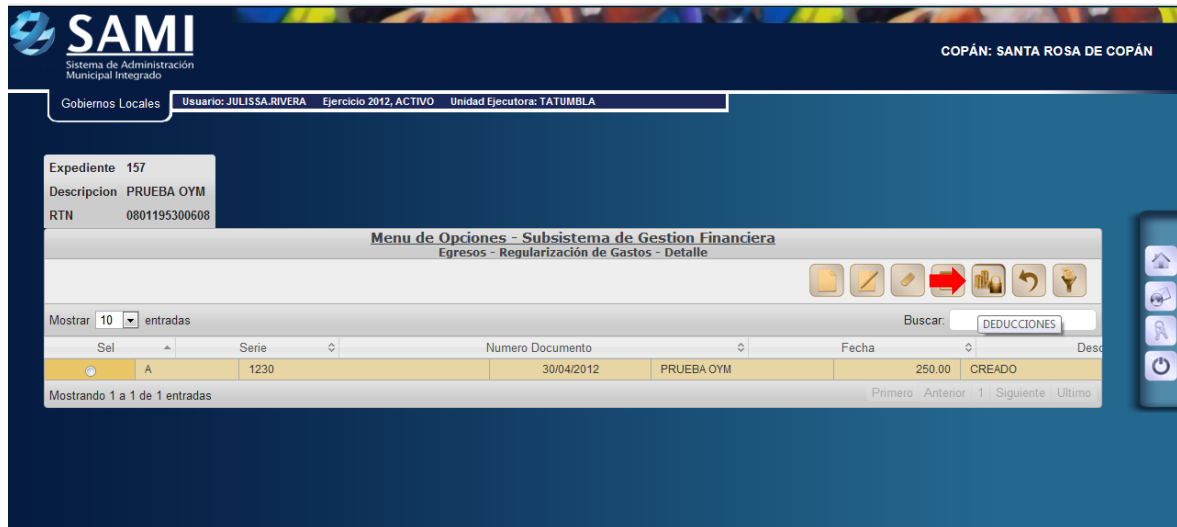 SAMI
Sistema de Administración
Municipal Integrado
COPÁN: SANTA ROSA DE COPÁN
Gobiernos Locales
Usuario: JULISSA.RIVERA Ejercicio 2012, ACTIVO Unidad Ejecutora: TATUMBLA
Expediente 157
Descripcion PRUEBA OYM
RTN 0801195300608
Menu de Opciones - Subsistema de Gestion Financiera
Egresos - Regularización de Gastos - Detalle
Mostrar 10 entradas Buscar:
DEDUCCIONES
Sel Serie Numero Documento Fecha Desc
A 1230 30/04/2012 PRUEBA OYM 250.00 CREADO
Mostrando 1 a 1 de 1 entradas Primero Anterior 1 Siguiente Ultimo